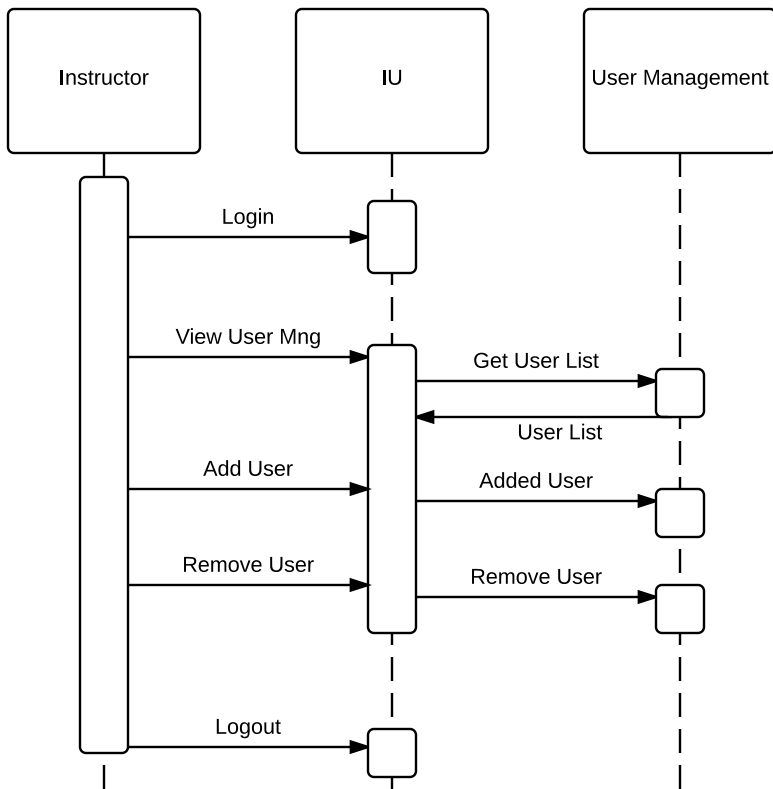 Instructor
IU
User Management
Login
View User Mng
Get User List
User List
Add User
Added User
Remove User
Remove User
Logout